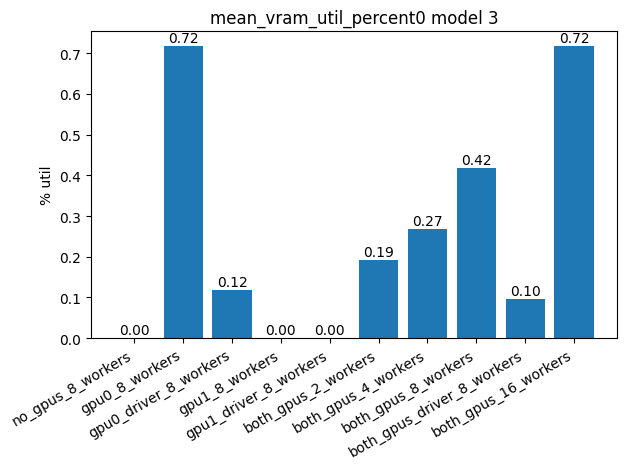 mean_vram_util_percent0 model 3
% util
0.7
0.6
0.5
0.4
0.3
0.2
0.1
0.0
0.00
0.72
0.12
0.00
0.00
0.19
0.27
0.42
0.10
0.72
no_gpus_8_workers
gpu0_8_workers
gpu0_driver_8_workers
gpu1_8_workers
gpu1_driver_8_workers
both_gpus_2_workers
both_gpus_4_workers
both_gpus_8_workers
both_gpus_driver_8_workers
both_gpus_16_workers